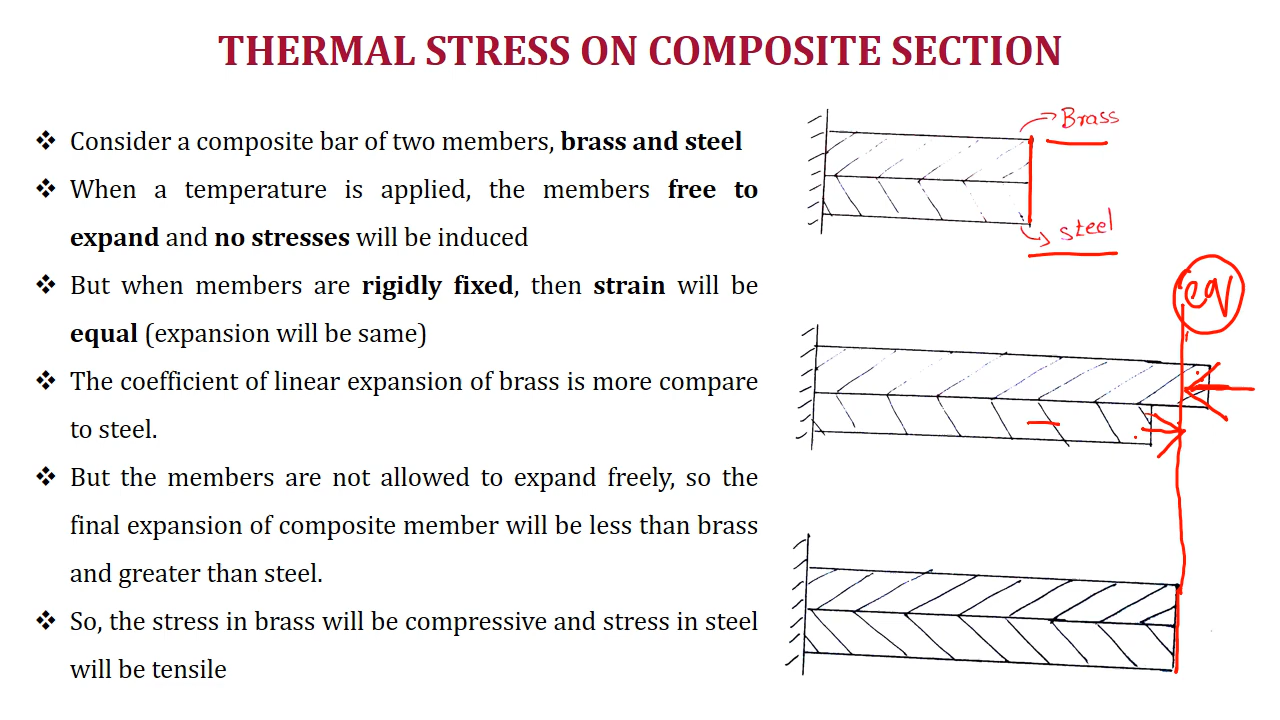 THERMAL STRESS ON COMPOSITE SECTION
❖ Consider a composite bar of two members, brass and steel
❖ When a temperature is applied, the members free to
expand and no stresses will be induced
❖ But when members are rigidly fixed, then strain will be
equal (expansion will be same)
❖ The coefficient of linear expansion of brass is more compare
to steel.
❖ But the members are not allowed to expand freely, so the
final expansion of composite member will be less than brass
and greater than steel.
❖ So, the stress in brass will be compressive and stress in steel
will be tensile
Brass
steel
eq